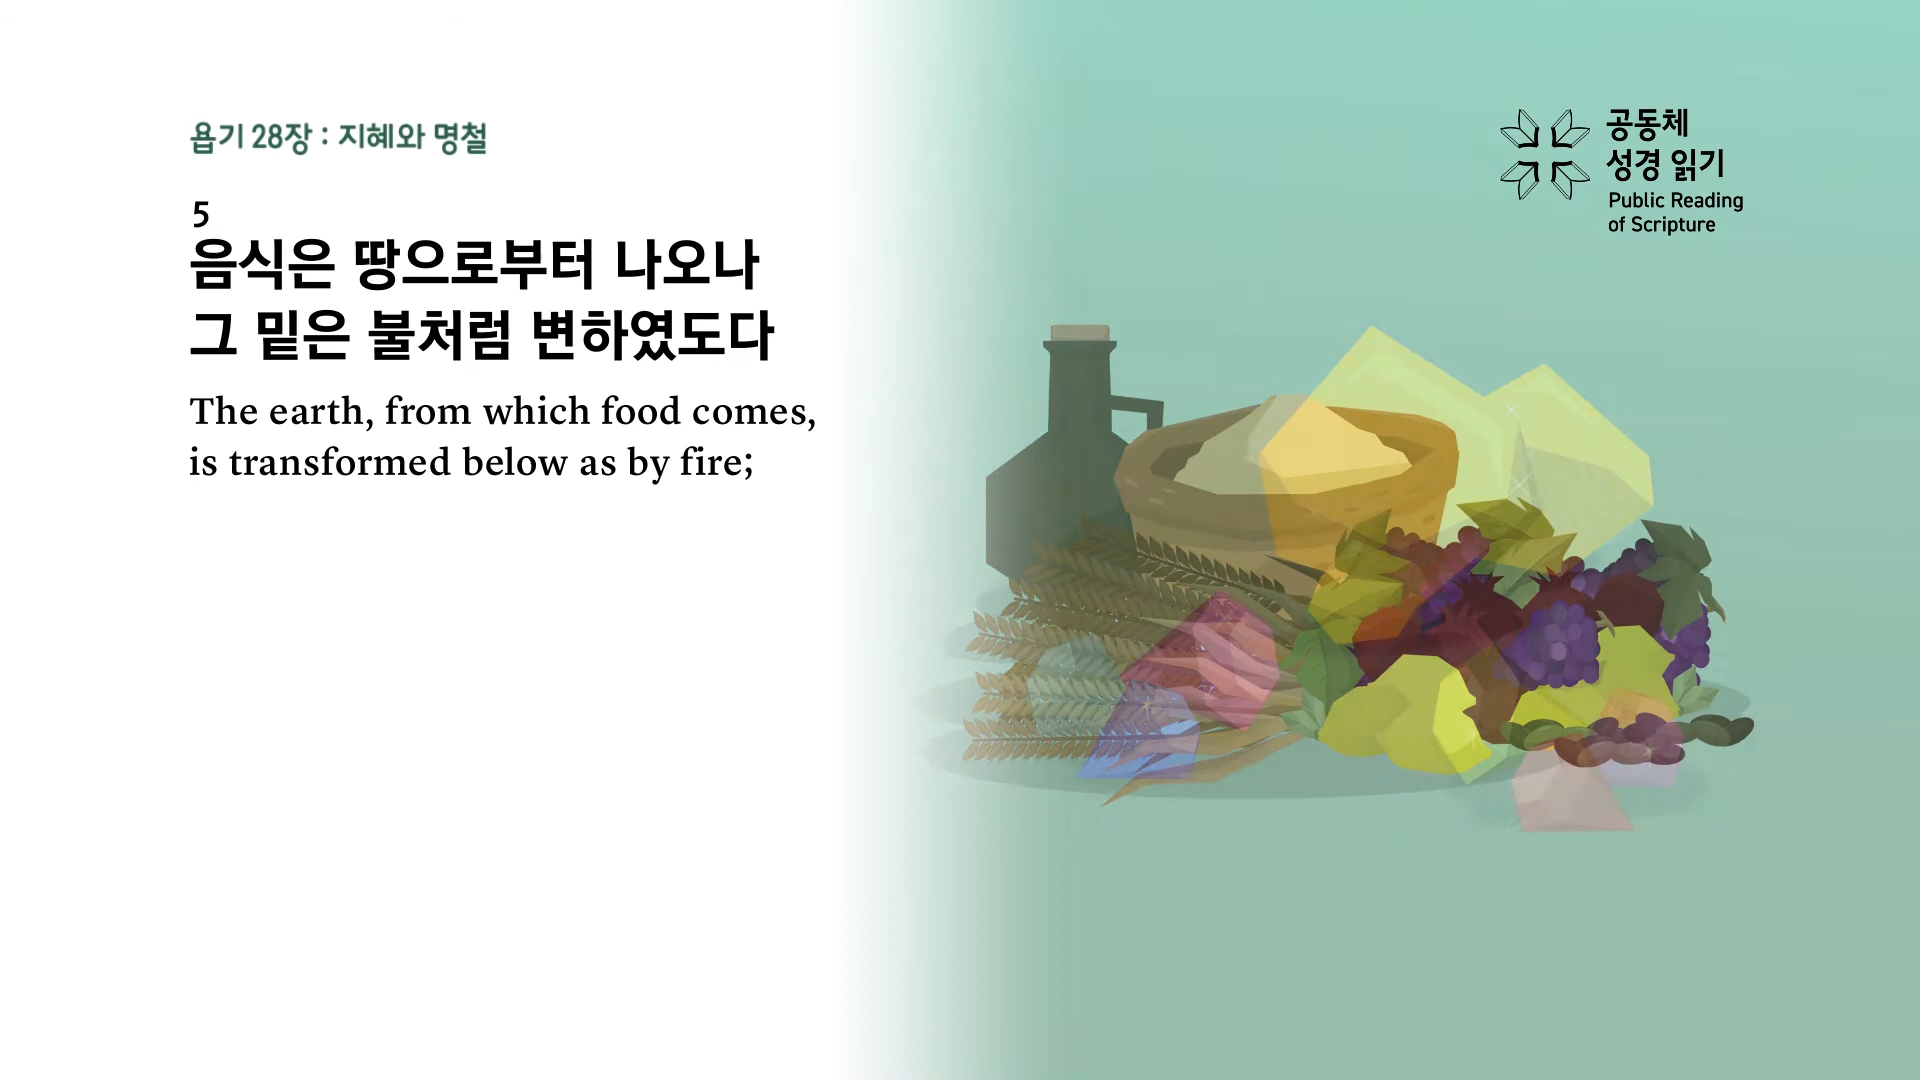 욥기 28장 : 지혜와 명철
5
음식은 땅으로부터 나오나
그 밑은 불처럼 변하였도다
The earth, from which food comes,
is transformed below as by fire;
공동체
성경 읽기
Public Reading
of Scripture